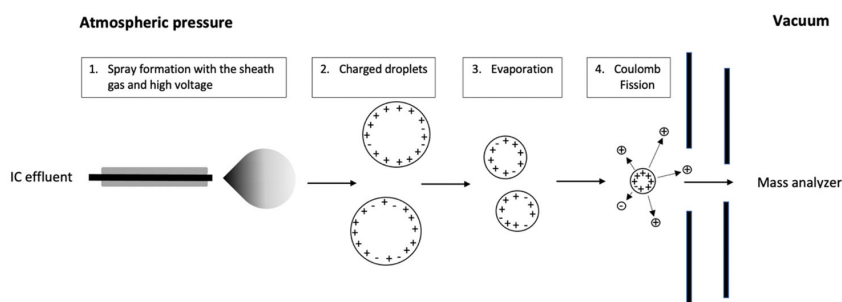 Atmospheric pressure
Vacuum
1. Spray formation with the sheath
gas and high voltage
2. Charged droplets
3. Evaporation
4. Coulomb
Fission
IC effluent
Mass analyzer